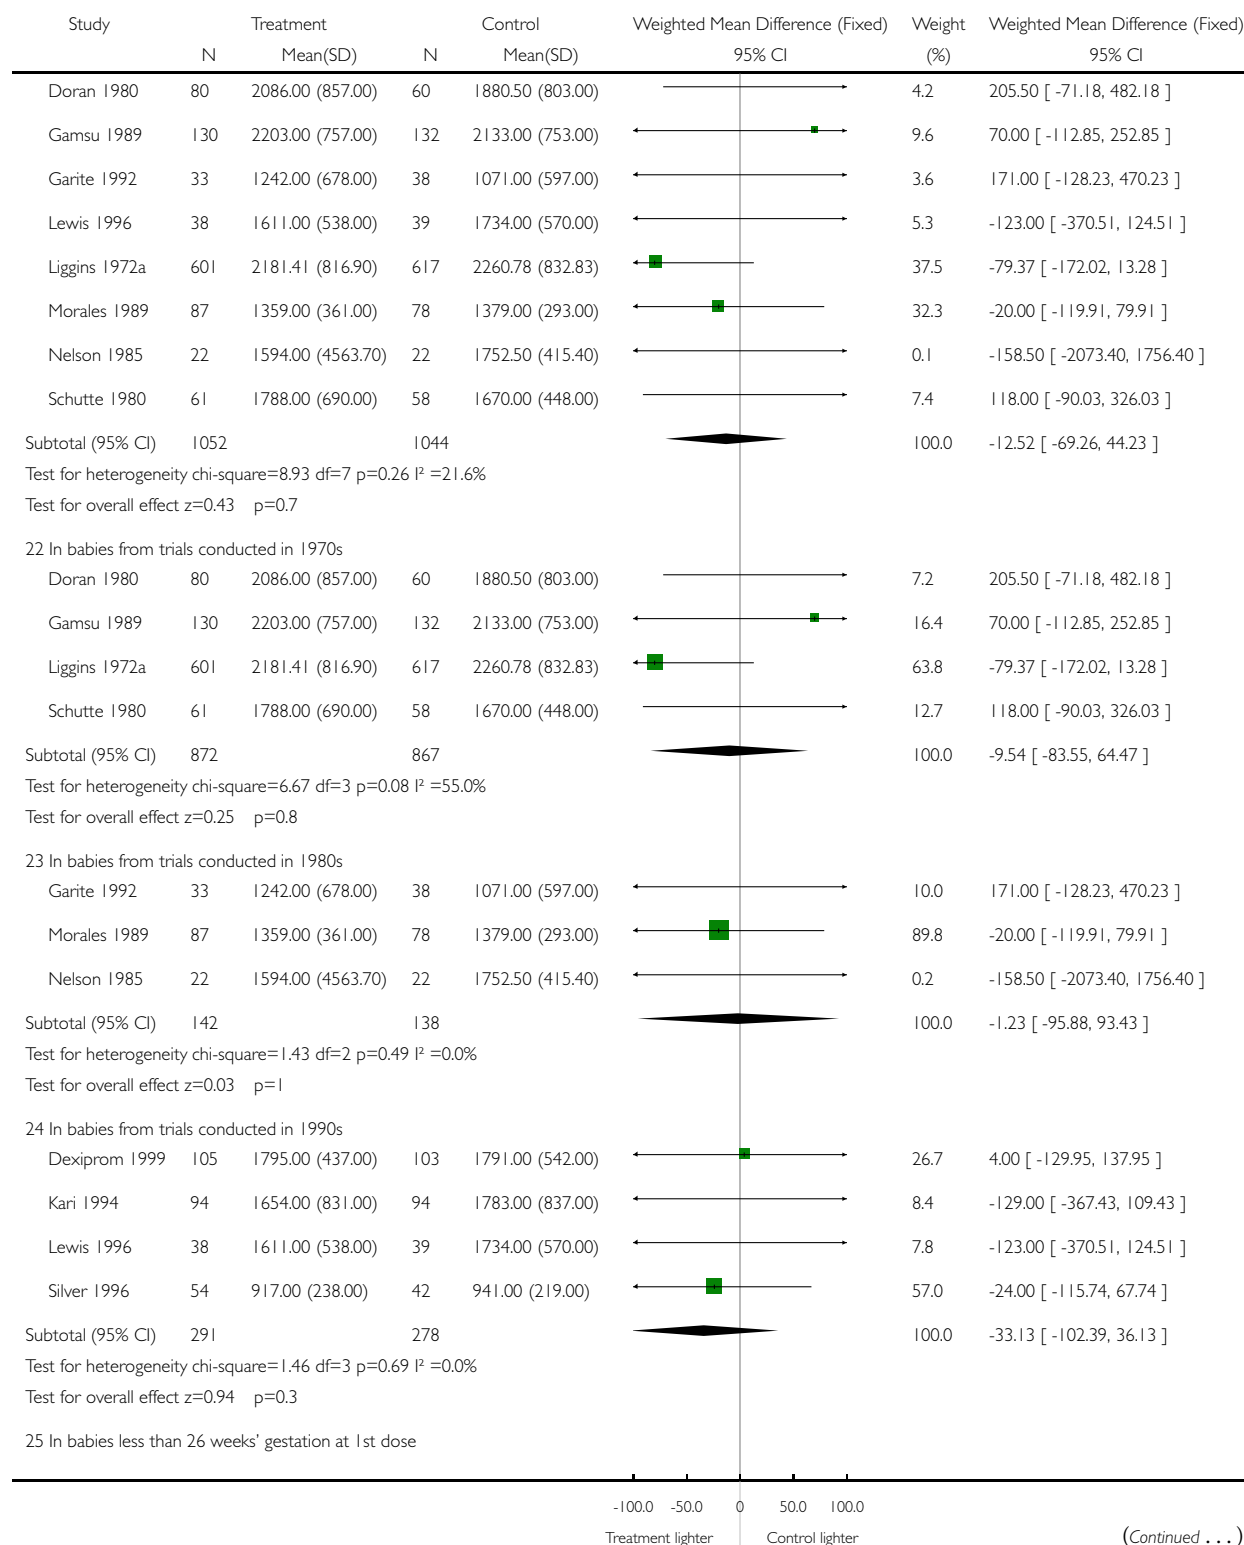 Study Treatment Control Weighted Mean Difference (Fixed) Weight Weighted Mean Difference (Fixed)
N Mean(SD) N Mean(SD) 95% CI (%) 95% CI
Doran 1980 80 2086.00 (857.00) 60 1880.50 (803.00) 4.2 205.50 [ -71.18, 482.18 ]
Gamsu 1989 130 2203.00 (757.00) 132 2133.00 (753.00) 9.6 70.00 [ -112.85, 252.85 ]
Garite 1992 33 1242.00 (678.00) 38 1071.00 (597.00) 3.6 171.00 [ -128.23, 470.23 ]
Lewis 1996 38 1611.00 (538.00) 39 1734.00 (570.00) 5.3 -123.00 [ -370.51, 124.51 ]
Liggins 1972a 601 2181.41 (816.90) 617 2260.78 (832.83) 37.5 -79.37 [ -172.02, 13.28 ]
Morales 1989 87 1359.00 (361.00) 78 1379.00 (293.00) 32.3 -20.00 [ -119.91, 79.91 ]
Nelson 1985 22 1594.00 (4563.70) 22 1752.50 (415.40) 0.1 -158.50 [ -2073.40, 1756.40 ]
Schutte 1980 61 1788.00 (690.00) 58 1670.00 (448.00) 7.4 118.00 [ -90.03, 326.03 ]
Subtotal (95% CI) 1052 1044 100.0 -12.52 [ -69.26, 44.23 ]
Test for heterogeneity chi-square=8.93 df=7 p=0.26 I² =21.6%
Test for overall effect z=0.43 p=0.7
22 In babies from trials conducted in 1970s
Doran 1980 80 2086.00 (857.00) 60 1880.50 (803.00) 7.2 205.50 [ -71.18, 482.18 ]
Gamsu 1989 130 2203.00 (757.00) 132 2133.00 (753.00) 16.4 70.00 [ -112.85, 252.85 ]
Liggins 1972a 601 2181.41 (816.90) 617 2260.78 (832.83) 63.8 -79.37 [ -172.02, 13.28 ]
Schutte 1980 61 1788.00 (690.00) 58 1670.00 (448.00) 12.7 118.00 [ -90.03, 326.03 ]
Subtotal (95% CI) 872 867 100.0 -9.54 [ -83.55, 64.47 ]
Test for heterogeneity chi-square=6.67 df=3 p=0.08 I² =55.0%
Test for overall effect z=0.25 p=0.8
23 In babies from trials conducted in 1980s
Garite 1992 33 1242.00 (678.00) 38 1071.00 (597.00) 10.0 171.00 [ -128.23, 470.23 ]
Morales 1989 87 1359.00 (361.00) 78 1379.00 (293.00) 89.8 -20.00 [ -119.91, 79.91 ]
Nelson 1985 22 1594.00 (4563.70) 22 1752.50 (415.40) 0.2 -158.50 [ -2073.40, 1756.40 ]
Subtotal (95% CI) 142 138 100.0 -1.23 [ -95.88, 93.43 ]
Test for heterogeneity chi-square=1.43 df=2 p=0.49 I² =0.0%
Test for overall effect z=0.03 p=1
24 In babies from trials conducted in 1990s
Dexiprom 1999 105 1795.00 (437.00) 103 1791.00 (542.00) 26.7 4.00 [ -129.95, 137.95 ]
Kari 1994 94 1654.00 (831.00) 94 1783.00 (837.00) 8.4 -129.00 [ -367.43, 109.43 ]
Lewis 1996 38 1611.00 (538.00) 39 1734.00 (570.00) 7.8 -123.00 [ -370.51, 124.51 ]
Silver 1996 54 917.00 (238.00) 42 941.00 (219.00) 57.0 -24.00 [ -115.74, 67.74 ]
Subtotal (95% CI) 291 278 100.0 -33.13 [ -102.39, 36.13 ]
Test for heterogeneity chi-square=1.46 df=3 p=0.69 I² =0.0%
Test for overall effect z=0.94 p=0.3
25 In babies less than 26 weeks’ gestation at 1st dose
-100.0 -50.0 0 50.0 100.0
Treatment lighter Control lighter (Continued . . . )